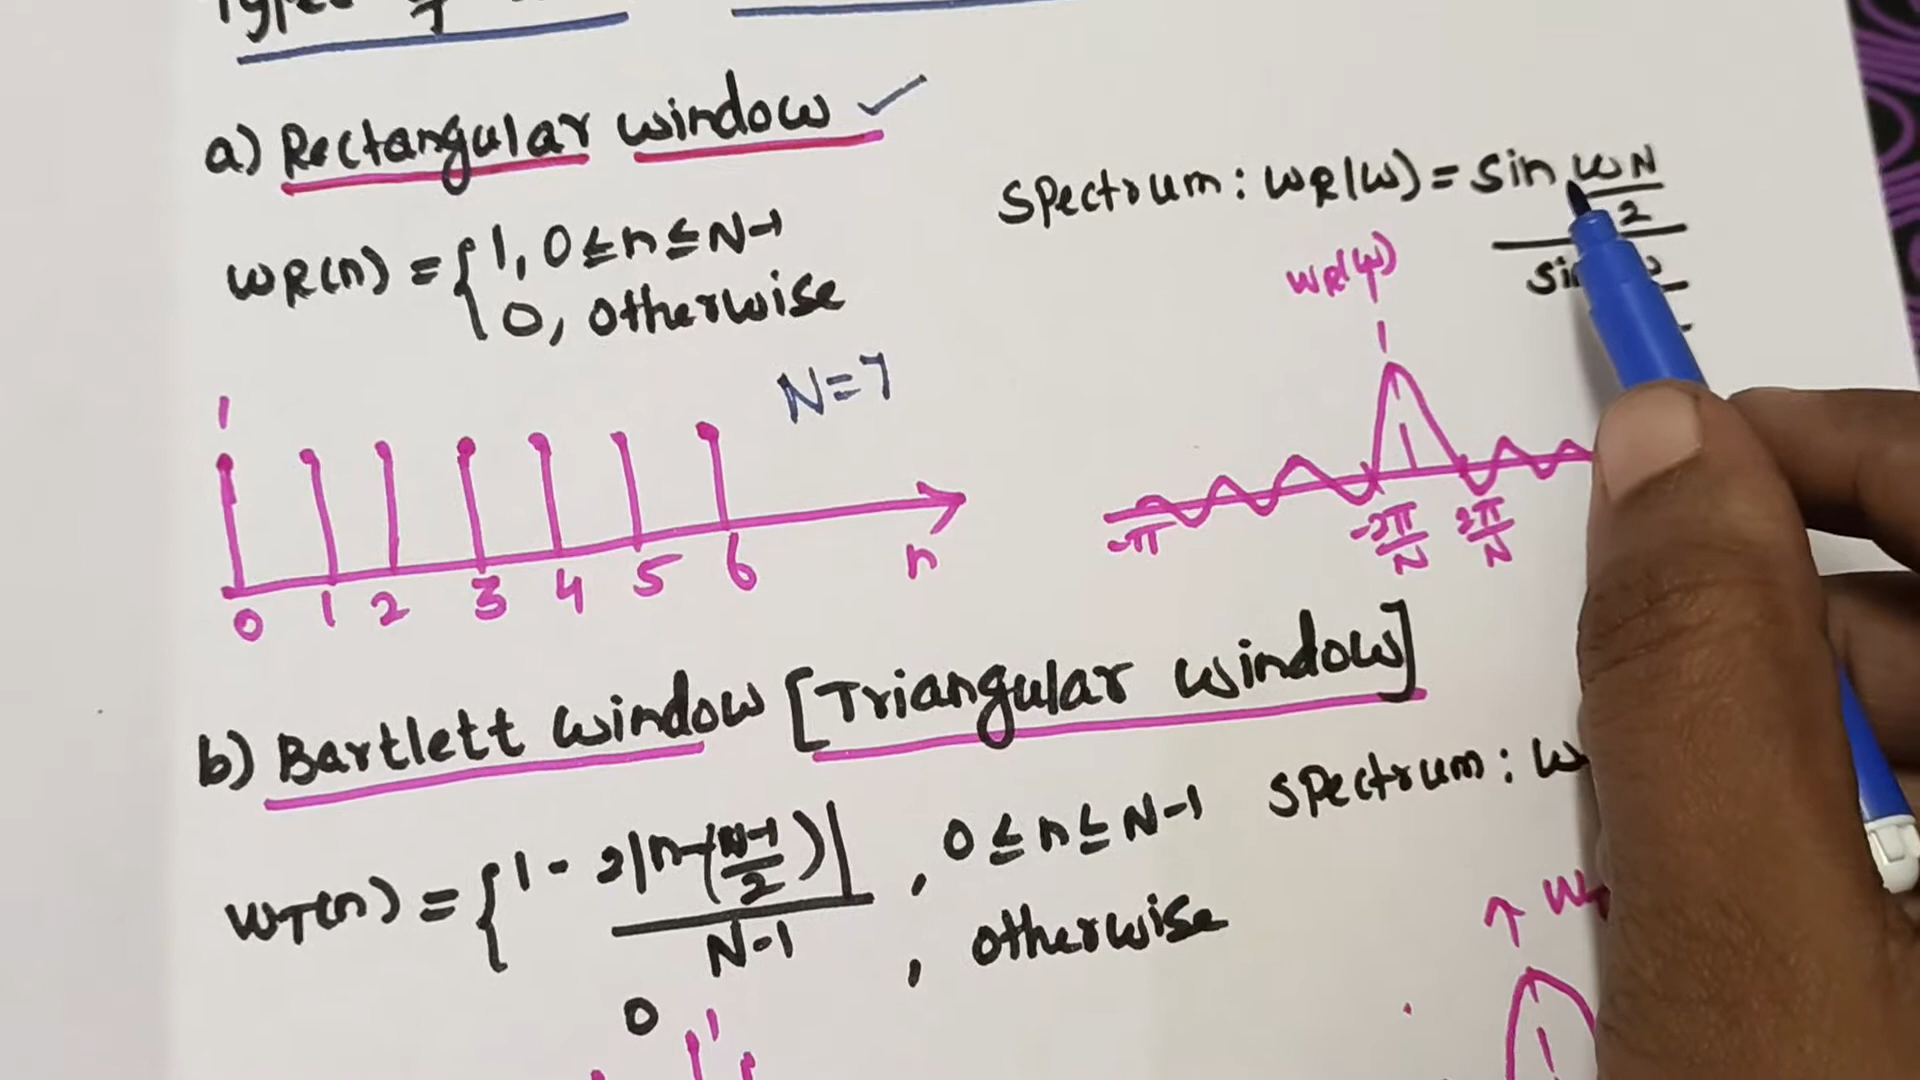 a) Rectangular window ✓
Spectrum: WR(ω) = sin ωN/2
WR(n) = { 1, 0≤n≤N-1
0, otherwise
WR(ω)
1
N=7
1
-π
-2π/N 2π/N
0 1 2 3 4 5 6 n
b) Bartlett window [Triangular window]
Spectrum: W
WT(n) = { 1 - 2|n-(N-1/2)|/N-1 , 0≤n≤N-1
0 , otherwise
1